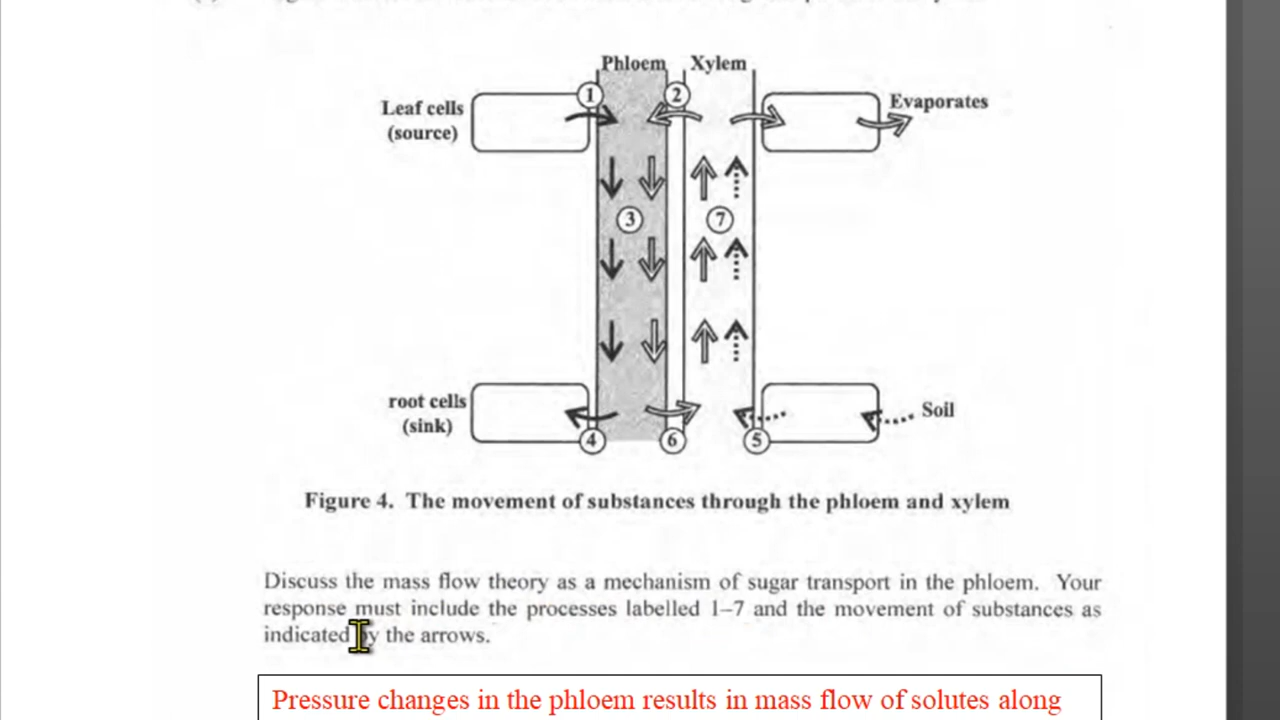 Phloem Xylem
1 2
Leaf cells
(source)
Evaporates
3 7
root cells
(sink)
Soil
4 6 5
Figure 4. The movement of substances through the phloem and xylem
Discuss the mass flow theory as a mechanism of sugar transport in the phloem. Your
response must include the processes labelled 1–7 and the movement of substances as
indicated by the arrows.
Pressure changes in the phloem results in mass flow of solutes along